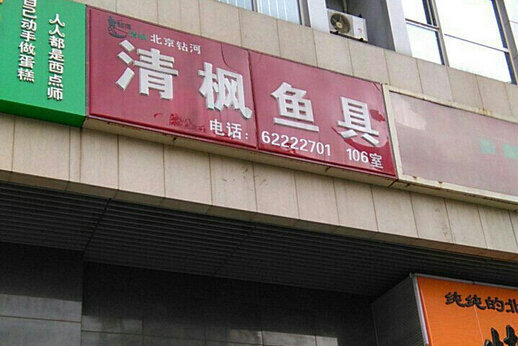 人人都是西点师
自己动手做蛋糕
北京钻河
清枫鱼具
电话：62222701 106室
纯纯的北